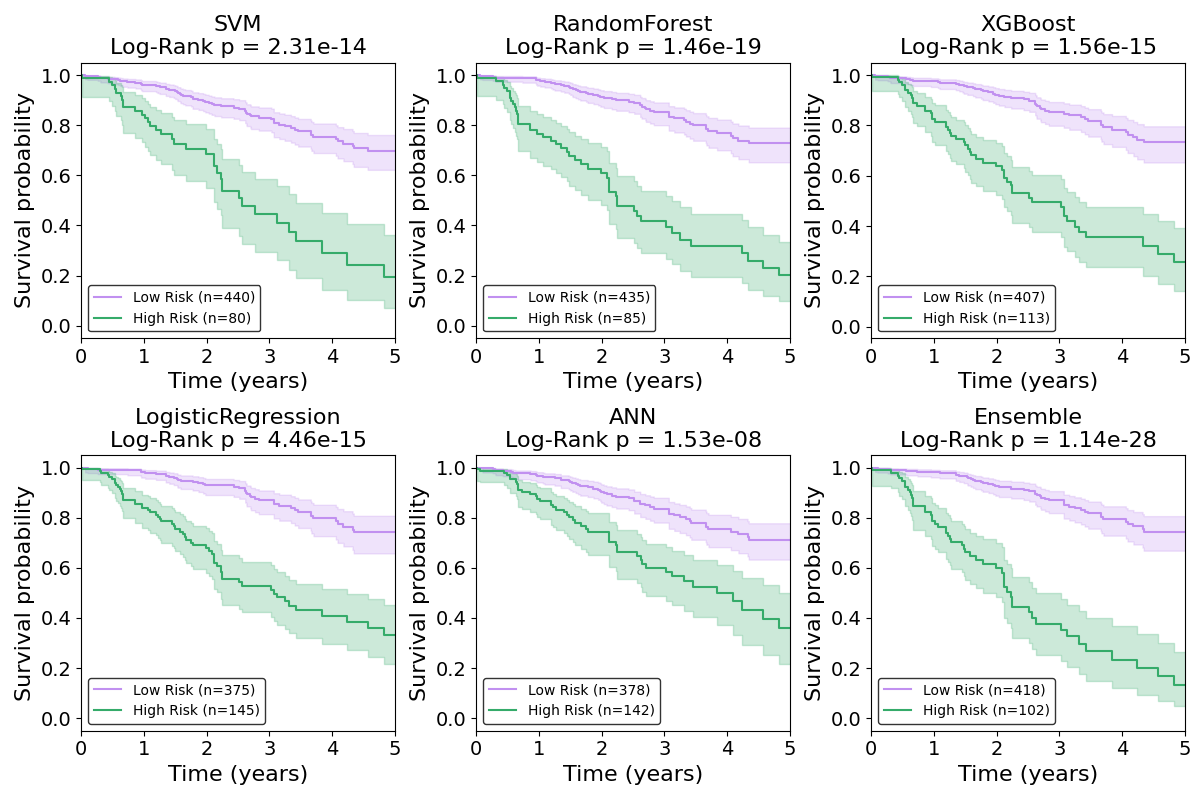 SVM
Log-Rank p = 2.31e-14
Survival probability
1.0
0.8
0.6
0.4
0.2
0.0
Low Risk (n=440)
High Risk (n=80)
0 1 2 3 4 5
Time (years)
RandomForest
Log-Rank p = 1.46e-19
Survival probability
1.0
0.8
0.6
0.4
0.2
0.0
Low Risk (n=435)
High Risk (n=85)
0 1 2 3 4 5
Time (years)
XGBoost
Log-Rank p = 1.56e-15
Survival probability
1.0
0.8
0.6
0.4
0.2
0.0
Low Risk (n=407)
High Risk (n=113)
0 1 2 3 4 5
Time (years)
LogisticRegression
Log-Rank p = 4.46e-15
Survival probability
1.0
0.8
0.6
0.4
0.2
0.0
Low Risk (n=375)
High Risk (n=145)
0 1 2 3 4 5
Time (years)
ANN
Log-Rank p = 1.53e-08
Survival probability
1.0
0.8
0.6
0.4
0.2
0.0
Low Risk (n=378)
High Risk (n=142)
0 1 2 3 4 5
Time (years)
Ensemble
Log-Rank p = 1.14e-28
Survival probability
1.0
0.8
0.6
0.4
0.2
0.0
Low Risk (n=418)
High Risk (n=102)
0 1 2 3 4 5
Time (years)